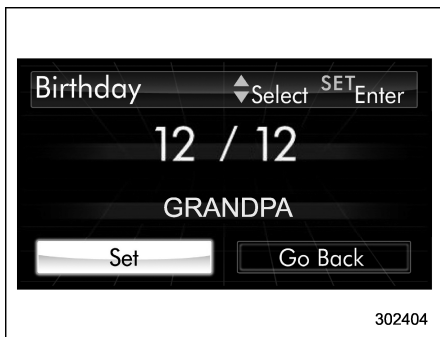 Birthday Select SET Enter
12 / 12
GRANDPA
Set Go Back
302404